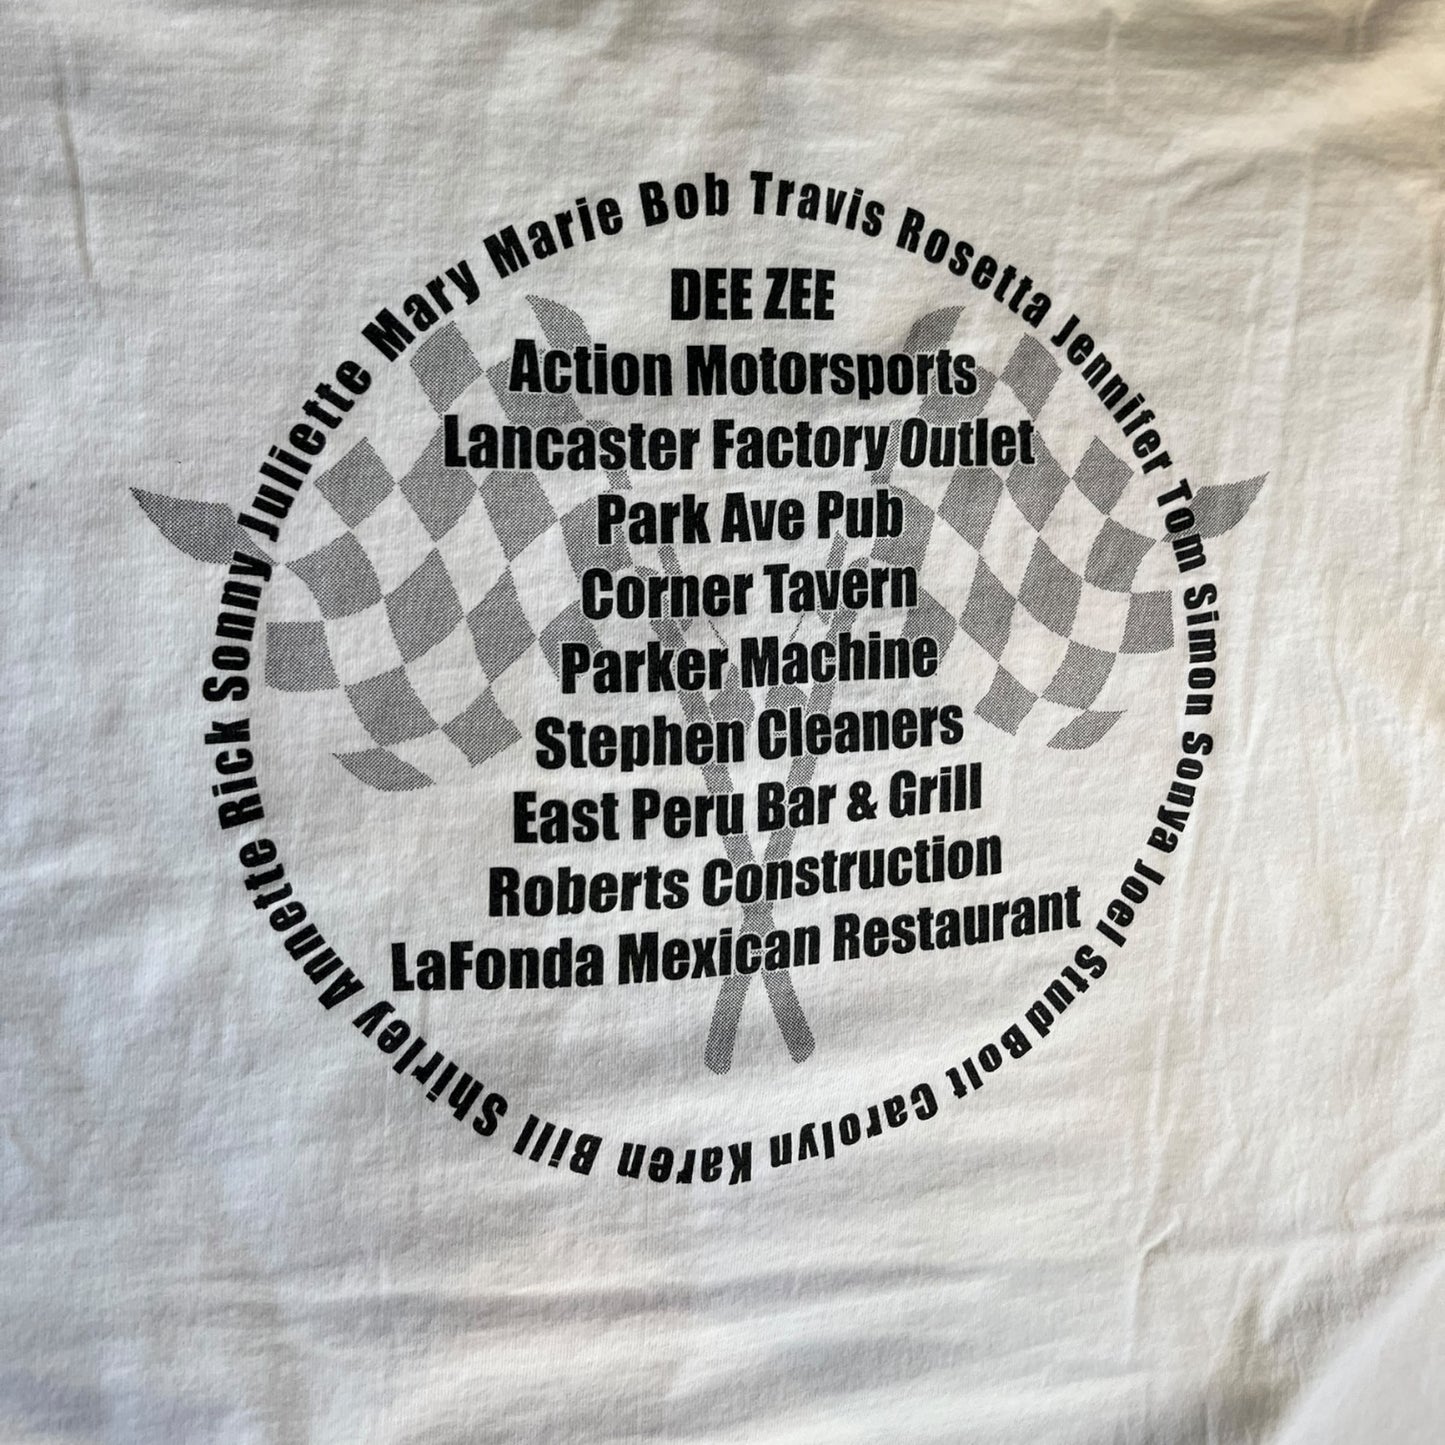 Mary Marie Bob Travis Rosetta Jennifer Tom Simon Sonya Joel Stud Bolt Carolyn Karen Bill Shirley Annette Rick Sonny Juliette
DEE ZEE
Action Motorsports
Lancaster Factory Outlet
Park Ave Pub
Corner Tavern
Parker Machine
Stephen Cleaners
East Peru Bar & Grill
Roberts Construction
LaFonda Mexican Restaurant